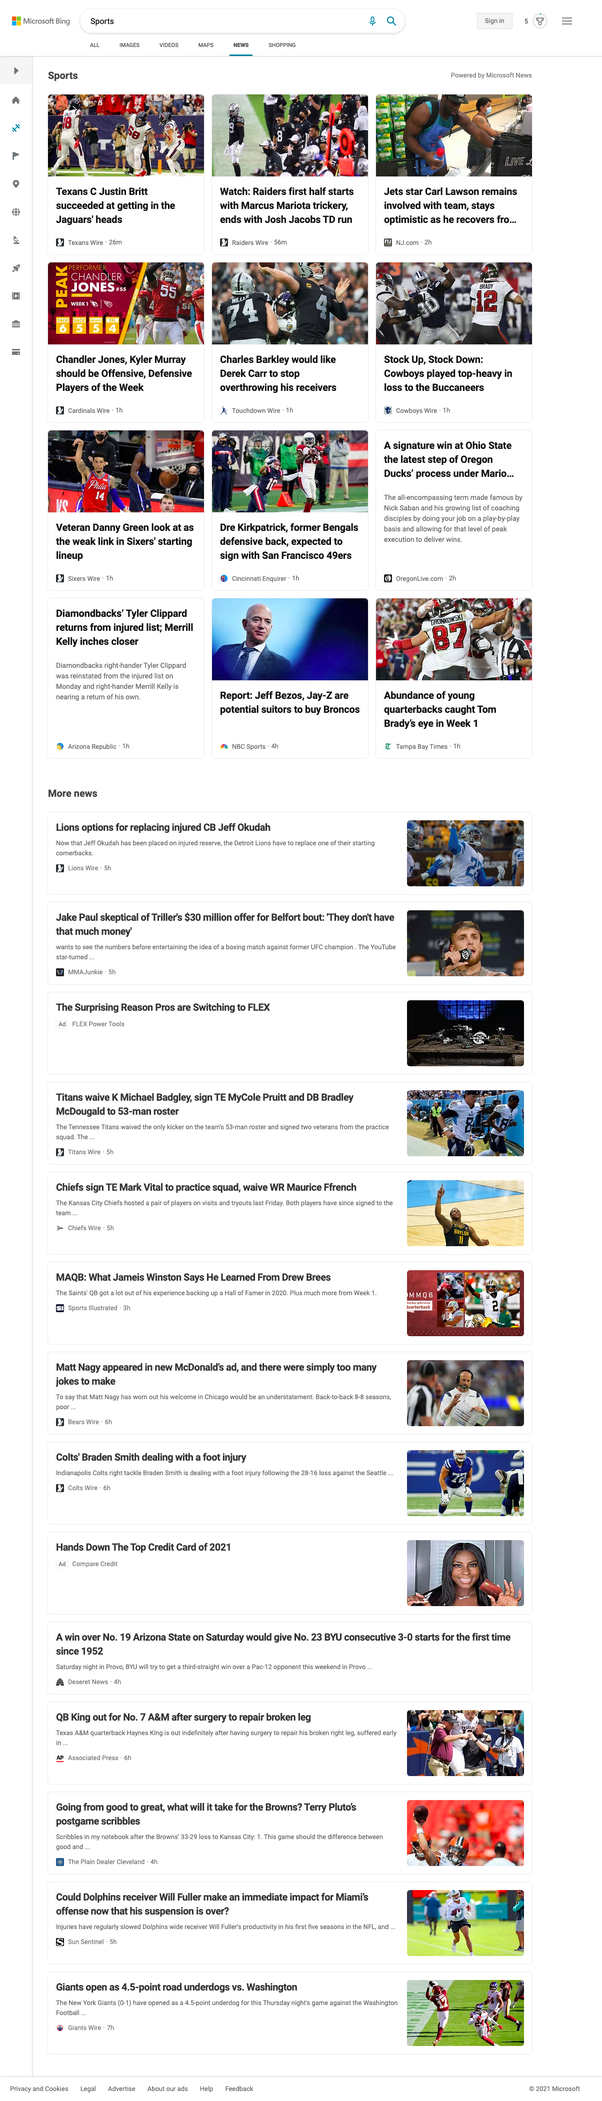 Microsoft Bing
Sports
Sign in
5
ALL IMAGES VIDEOS MAPS NEWS SHOPPING
Sports
Powered by Microsoft News
Texans C Justin Britt
succeeded at getting in the
Jaguars' heads
Texans Wire · 26m
Watch: Raiders first half starts
with Marcus Mariota trickery,
ends with Josh Jacobs TD run
Raiders Wire · 56m
Jets star Carl Lawson remains
involved with team, stays
optimistic as he recovers fro...
NJ.com · 2h
PEAK
PERFORMER
CHANDLER
JONES #55
WEEK 1
6 5 5 4
55
Chandler Jones, Kyler Murray
should be Offensive, Defensive
Players of the Week
Cardinals Wire · 1h
74
4
Charles Barkley would like
Derek Carr to stop
overthrowing his receivers
Touchdown Wire · 1h
BRADY
12
Stock Up, Stock Down:
Cowboys played top-heavy in
loss to the Buccaneers
Cowboys Wire · 1h
Phila
14
Veteran Danny Green look at as
the weak link in Sixers' starting
lineup
Sixers Wire · 1h
Dre Kirkpatrick, former Bengals
defensive back, expected to
sign with San Francisco 49ers
Cincinnati Enquirer · 1h
A signature win at Ohio State
the latest step of Oregon
Ducks' process under Mario...
The all-encompassing term made famous by
Nick Saban and his growing list of coaching
disciples by doing your job on a play-by-play
basis and allowing for that level of peak
execution to deliver wins.
OregonLive.com · 2h
Diamondbacks' Tyler Clippard
returns from injured list; Merrill
Kelly inches closer
Diamondbacks right-hander Tyler Clippard
was reinstated from the injured list on
Monday and right-hander Merrill Kelly is
nearing a return of his own.
Arizona Republic · 1h
Report: Jeff Bezos, Jay-Z are
potential suitors to buy Broncos
NBC Sports · 4h
GRONKOWSKI
87
Abundance of young
quarterbacks caught Tom
Brady's eye in Week 1
Tampa Bay Times · 1h
More news
Lions options for replacing injured CB Jeff Okudah
Now that Jeff Okudah has been placed on injured reserve, the Detroit Lions have to replace one of their starting
cornerbacks.
Lions Wire · 5h
Jake Paul skeptical of Triller's $30 million offer for Belfort bout: 'They don't have
that much money'
wants to see the numbers before entertaining the idea of a boxing match against former UFC champion . The YouTube
star-turned ...
MMAJunkie · 5h
The Surprising Reason Pros are Switching to FLEX
Ad FLEX Power Tools
Titans waive K Michael Badgley, sign TE MyCole Pruitt and DB Bradley
McDougald to 53-man roster
The Tennessee Titans waived the only kicker on the team's 53-man roster and signed two veterans from the practice
squad. The ...
Titans Wire · 5h
Chiefs sign TE Mark Vital to practice squad, waive WR Maurice Ffrench
The Kansas City Chiefs hosted a pair of players on visits and tryouts last Friday. Both players have since signed to the
team ...
Chiefs Wire · 5h
MAQB: What Jameis Winston Says He Learned From Drew Brees
The Saints' QB got a lot out of his experience backing up a Hall of Famer in 2020. Plus much more from Week 1.
Sports Illustrated · 3h
Matt Nagy appeared in new McDonald's ad, and there were simply too many
jokes to make
To say that Matt Nagy has worn out his welcome in Chicago would be an understatement. Back-to-back 8-8 seasons,
poor ...
Bears Wire · 6h
Colts' Braden Smith dealing with a foot injury
Indianapolis Colts right tackle Braden Smith is dealing with a foot injury following the 28-16 loss against the Seattle ...
Colts Wire · 6h
72
Hands Down The Top Credit Card of 2021
Ad Compare Credit
A win over No. 19 Arizona State on Saturday would give No. 23 BYU consecutive 3-0 starts for the first time
since 1952
Saturday night in Provo, BYU will try to get a third-straight win over a Pac-12 opponent this weekend in Provo ...
Deseret News · 4h
QB King out for No. 7 A&M after surgery to repair broken leg
Texas A&M quarterback Haynes King is out indefinitely after having surgery to repair his broken right leg, suffered early
in ...
AP Associated Press · 6h
Going from good to great, what will it take for the Browns? Terry Pluto's
postgame scribbles
Scribbles in my notebook after the Browns' 33-29 loss to Kansas City: 1. This game should the difference between
good and ...
The Plain Dealer Cleveland · 4h
Could Dolphins receiver Will Fuller make an immediate impact for Miami's
offense now that his suspension is over?
Injuries have regularly slowed Dolphins wide receiver Will Fuller's productivity in his first five seasons in the NFL, and ...
Sun Sentinel · 5h
Giants open as 4.5-point road underdogs vs. Washington
The New York Giants (0-1) have opened as a 4.5-point underdog for this Thursday night's game against the Washington
Football ...
Giants Wire · 7h
Privacy and Cookies Legal Advertise About our ads Help Feedback
© 2021 Microsoft